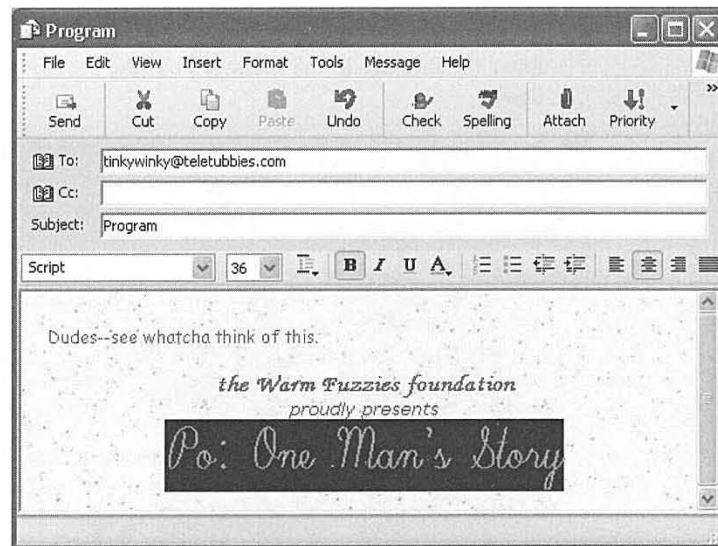 Program
File Edit View Insert Format Tools Message Help
»
Send Cut Copy Paste Undo Check Spelling Attach Priority
To: tinkywinky@teletubbies.com
Cc:
Subject: Program
Script 36 B I U A
Dudes--see whatcha think of this.
the Warm Fuzzies foundation
proudly presents
Po: One Man's Story